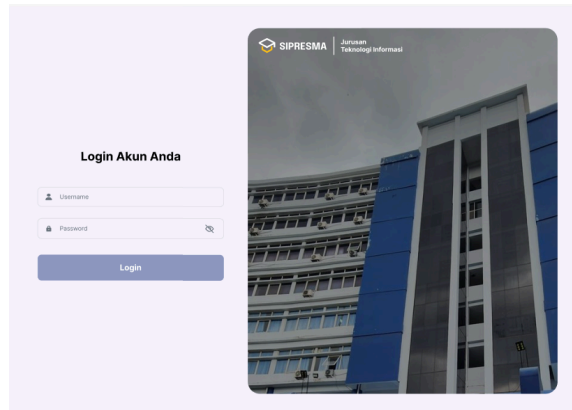 SIPRESMA
Jurusan
Teknologi Informasi
Login Akun Anda
Username
Password
Login